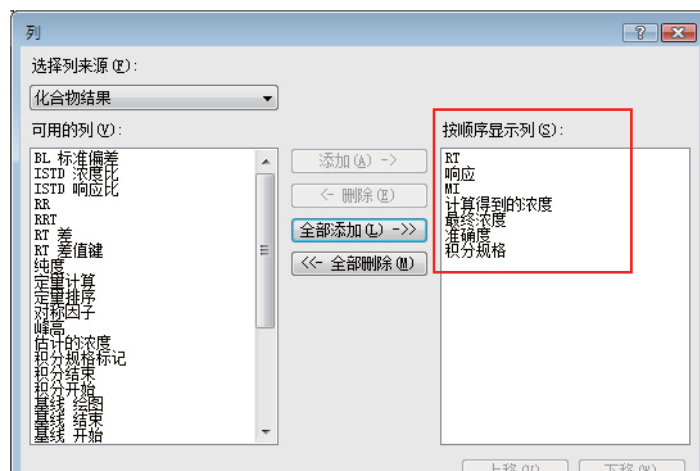 列
选择列来源(F):
化合物结果
可用的列(V):
BL 标准偏差
ISTD 浓度比
ISTD 响应比
RR
RRT
RT 差
RT 差值键
纯度
定量计算
定量排序
对称因子
峰高
估计的浓度
积分规格标记
积分结束
积分开始
基线 绘图
基线 结束
基线 开始
添加(A) ->
<- 删除(E)
全部添加(L) ->>
<<- 全部删除(M)
按顺序显示列(S):
RT
响应
MI
计算得到的浓度
最终浓度
准确度
积分规格
上移(U)
下移(W)